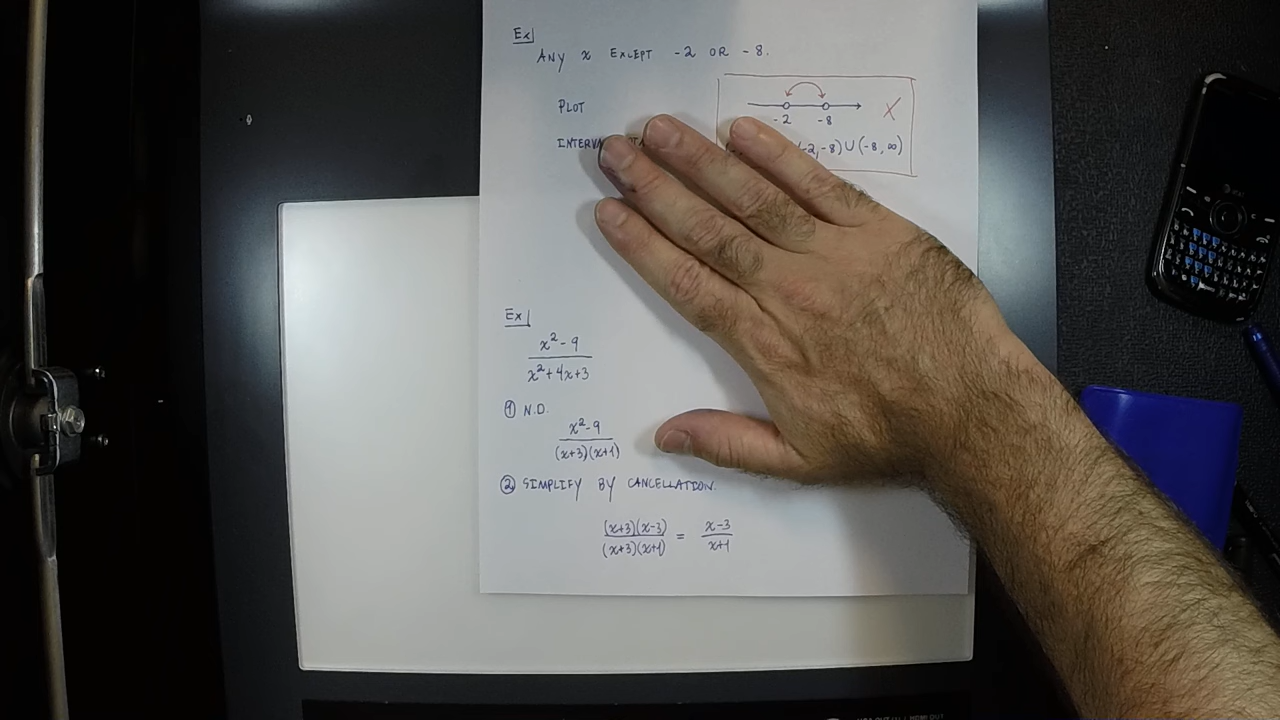 Ex
ANY x EXCEPT -2 OR -8.
PLOT
-2 -8 X
(-2,-8) U (-8, ∞)
Ex
x²-9
x²+4x+3
① N.D.
x²-9
(x+3)(x+1)
② SIMPLIFY BY CANCELLATION.
(x+3)(x-3) = x-3
(x+3)(x+1) x+1
at&t